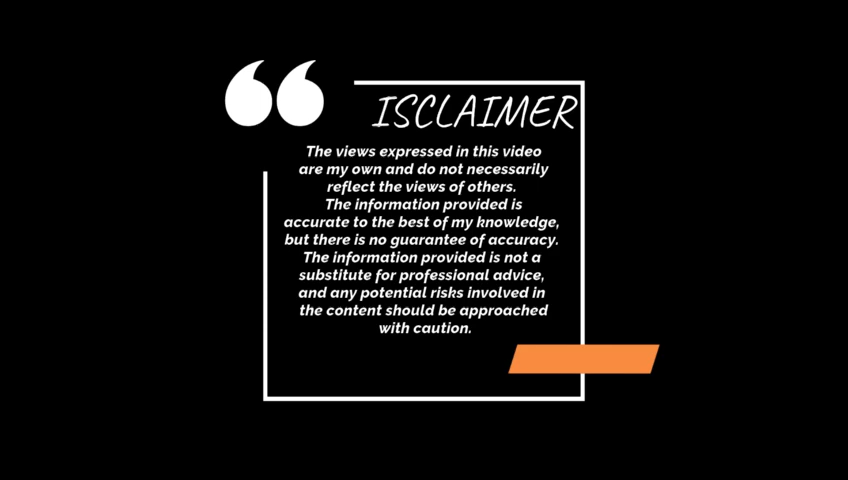 ISCLAIMER
The views expressed in this video
are my own and do not necessarily
reflect the views of others.
The information provided is
accurate to the best of my knowledge,
but there is no guarantee of accuracy.
The information provided is not a
substitute for professional advice,
and any potential risks involved in
the content should be approached
with caution.